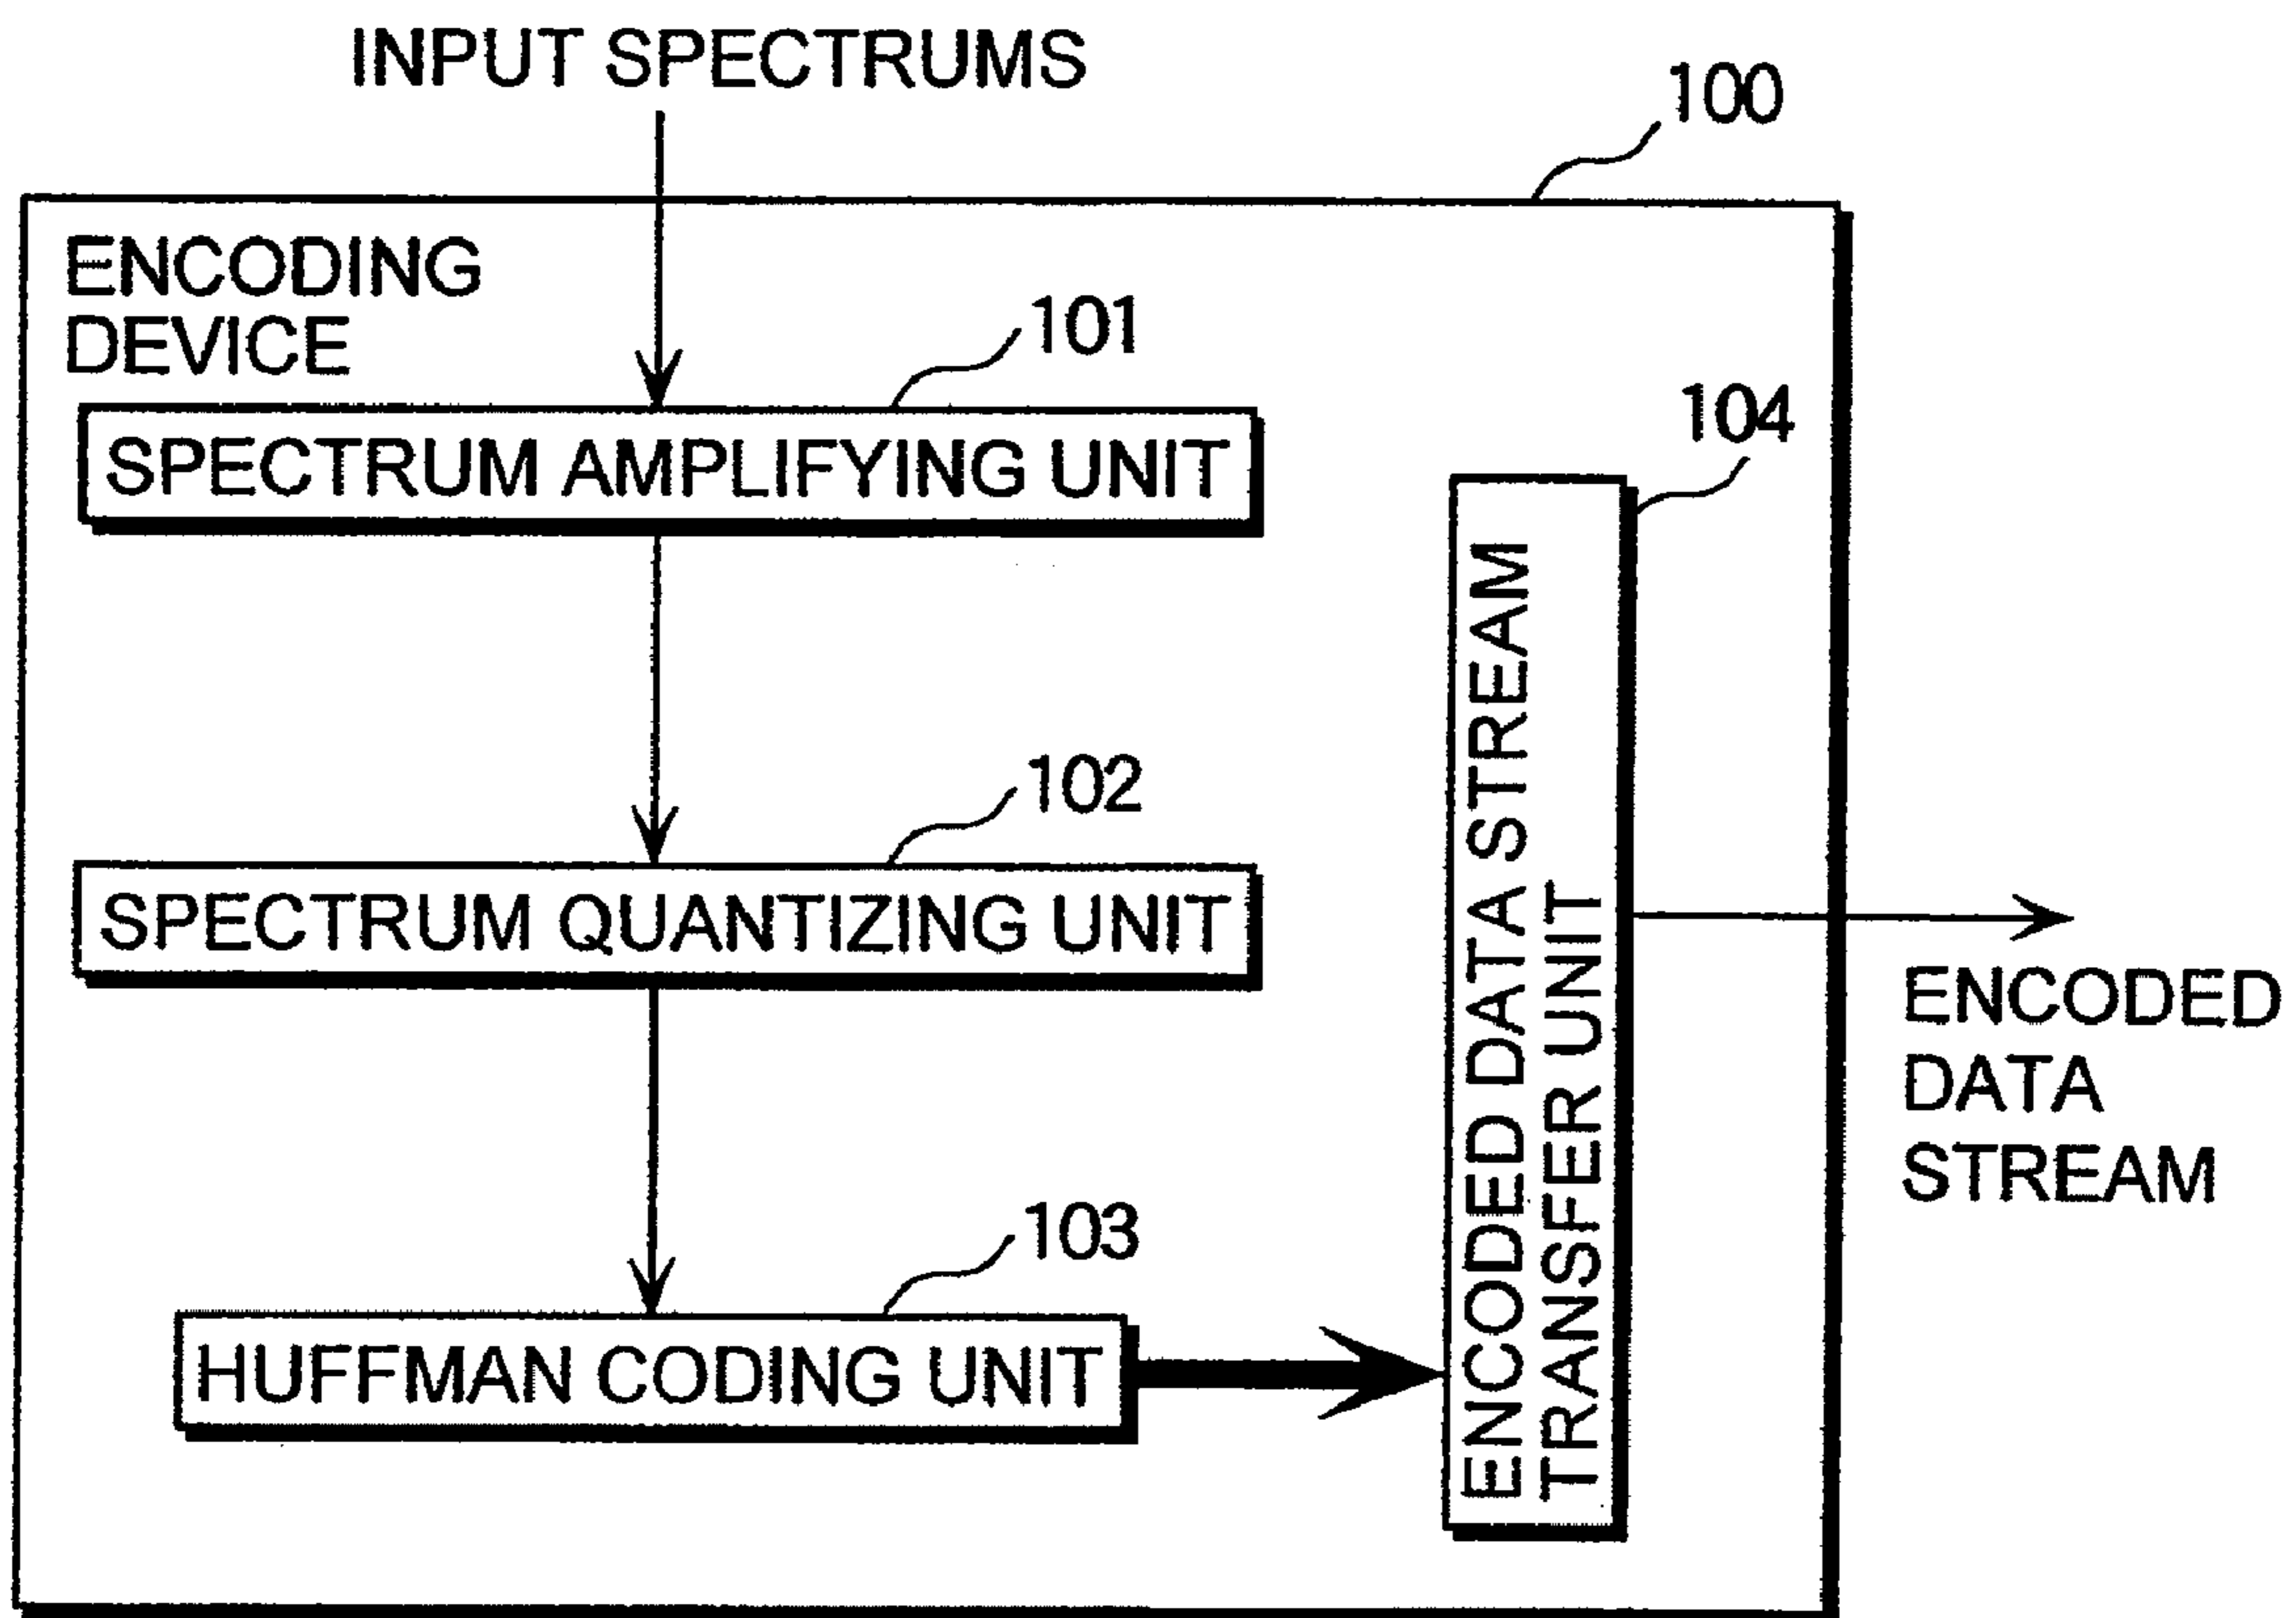 INPUT SPECTRUMS
100
ENCODING
DEVICE
101
SPECTRUM AMPLIFYING UNIT
104
ENCODED DATA STREAM
TRANSFER UNIT
102
SPECTRUM QUANTIZING UNIT
ENCODED
DATA
STREAM
103
HUFFMAN CODING UNIT